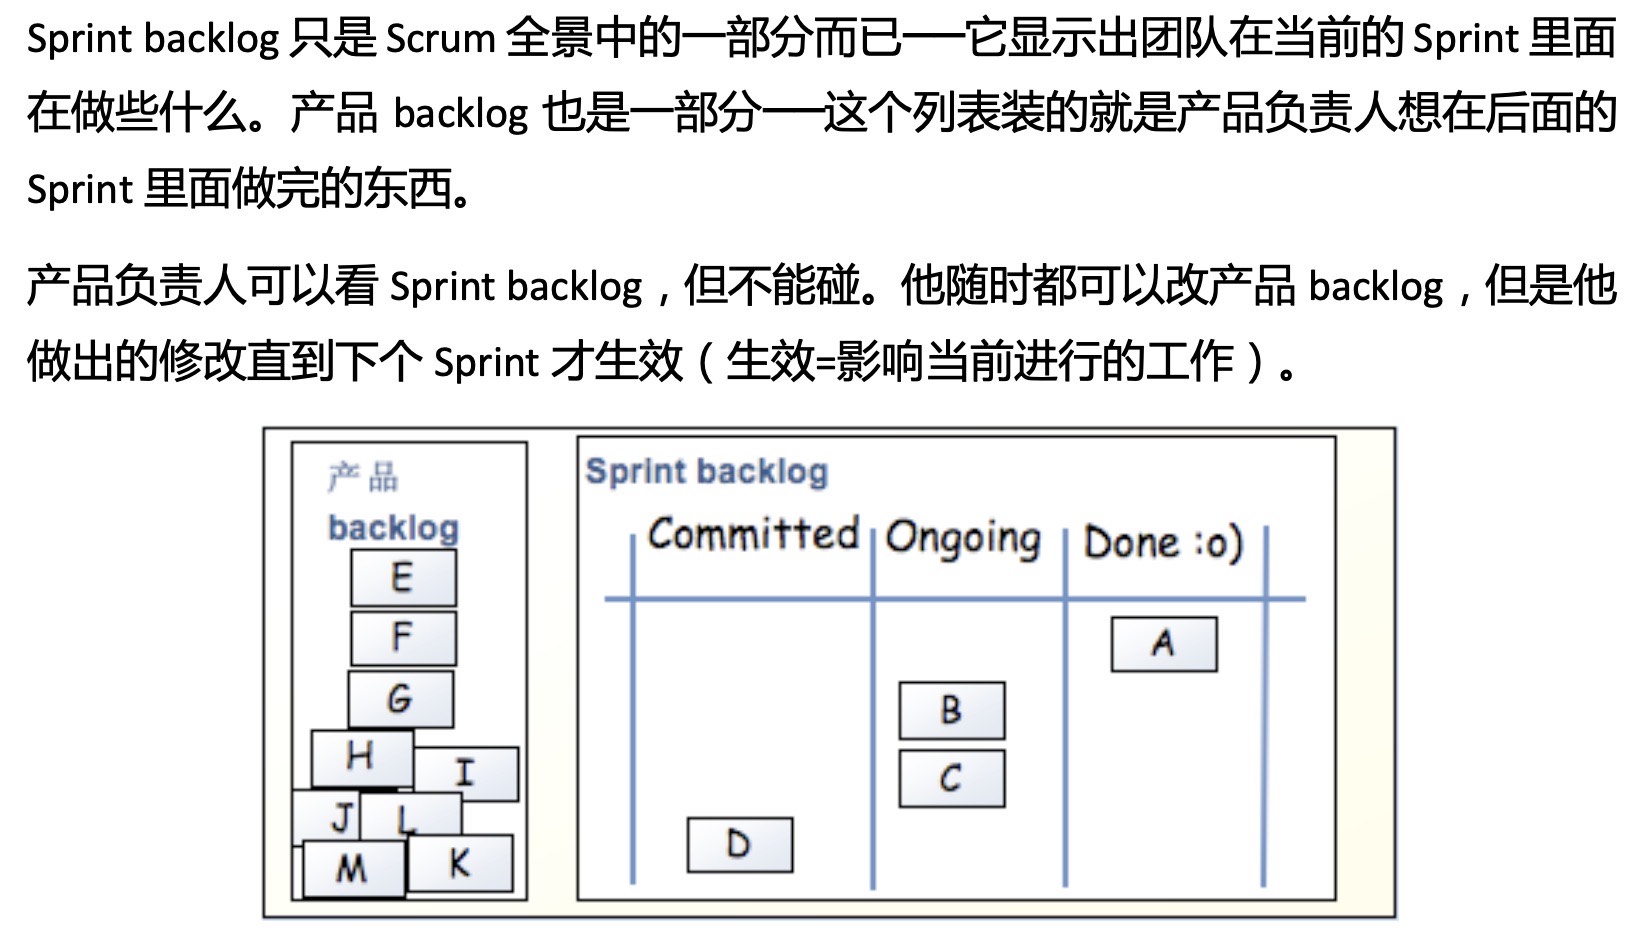 Sprint backlog 只是 Scrum 全景中的一部分而已——它显示出团队在当前的 Sprint 里面
在做些什么。产品 backlog 也是一部分——这个列表装的就是产品负责人想在后面的
Sprint 里面做完的东西。
产品负责人可以看 Sprint backlog，但不能碰。他随时都可以改产品 backlog，但是他
做出的修改直到下个 Sprint 才生效（生效=影响当前进行的工作）。
产品
backlog
E
F
G
H
I
J
L
M
K
Sprint backlog
Committed
Ongoing
Done :o)
A
B
C
D